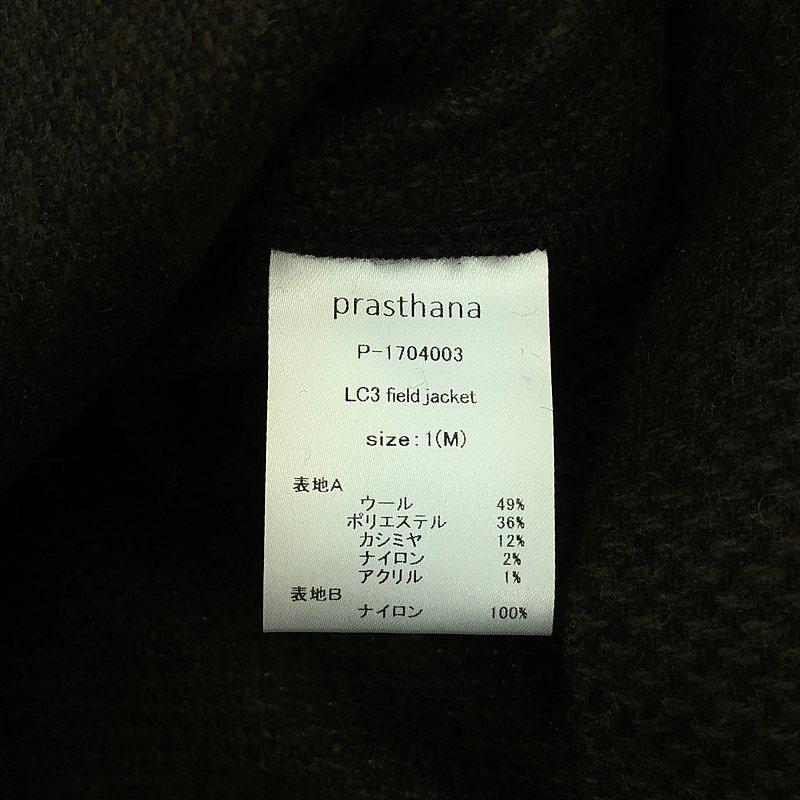 prasthana
P-1704003
LC3 field jacket
size: 1(M)
表地A
ウール 49%
ポリエステル 36%
カシミヤ 12%
ナイロン 2%
アクリル 1%
表地B
ナイロン 100%